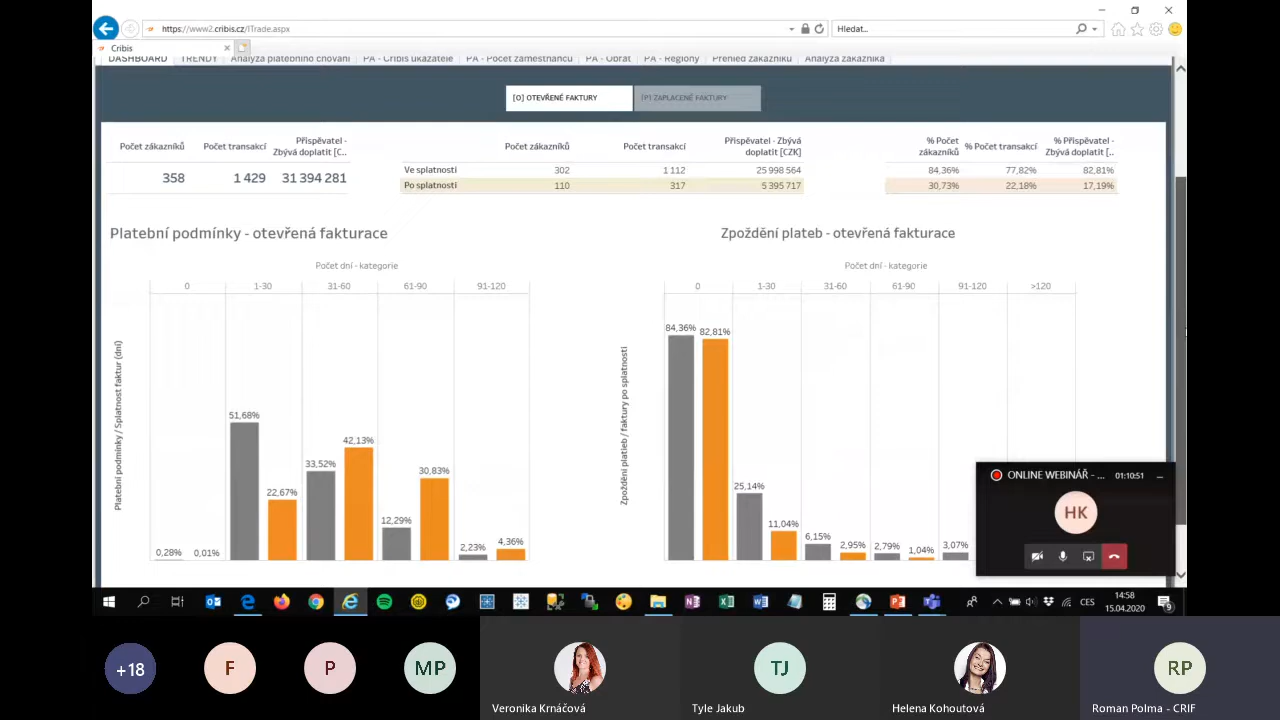 https://www2.cribis.cz/ITrade.aspx
Hledat...
Cribis
DASHBOARD TRENDY Analýza platebního chování PA - Cribis ukazatele PA - Počet zaměstnanců PA - Obrat PA - Regiony Přehled zákazníků Analýza zákazníka
[O] OTEVŘENÉ FAKTURY [P] ZAPLACENÉ FAKTURY
Počet zákazníků Počet transakcí Přispěvatel - Zbývá doplatit [C..
358 1 429 31 394 281
Počet zákazníků Počet transakcí Přispěvatel - Zbývá doplatit [CZK]
Ve splatnosti 302 1 112 25 998 564
Po splatnosti 110 317 5 395 717
% Počet zákazníků % Počet transakcí % Přispěvatel - Zbývá doplatit [..
84,36% 77,82% 82,81%
30,73% 22,18% 17,19%
Platební podmínky - otevřená fakturace
Počet dní - kategorie
0 1-30 31-60 61-90 91-120
Platební podmínky / Splatnost faktur (dní)
0,28% 0,01% 51,68% 22,67% 33,52% 42,13% 12,29% 30,83% 2,23% 4,36%
Zpoždění plateb - otevřená fakturace
Počet dní - kategorie
0 1-30 31-60 61-90 91-120 >120
Zpoždění platieb / faktury po splatnosti
84,36% 82,81% 25,14% 11,04% 6,15% 2,95% 2,79% 1,04% 3,07%
ONLINE WEBINÁŘ - ... 01:10:51
HK
CES
14:58
15.04.2020
9
+18
F
P
MP
TJ
RP
Veronika Krnáčová
Tyle Jakub
Helena Kohoutová
Roman Polma - CRIF